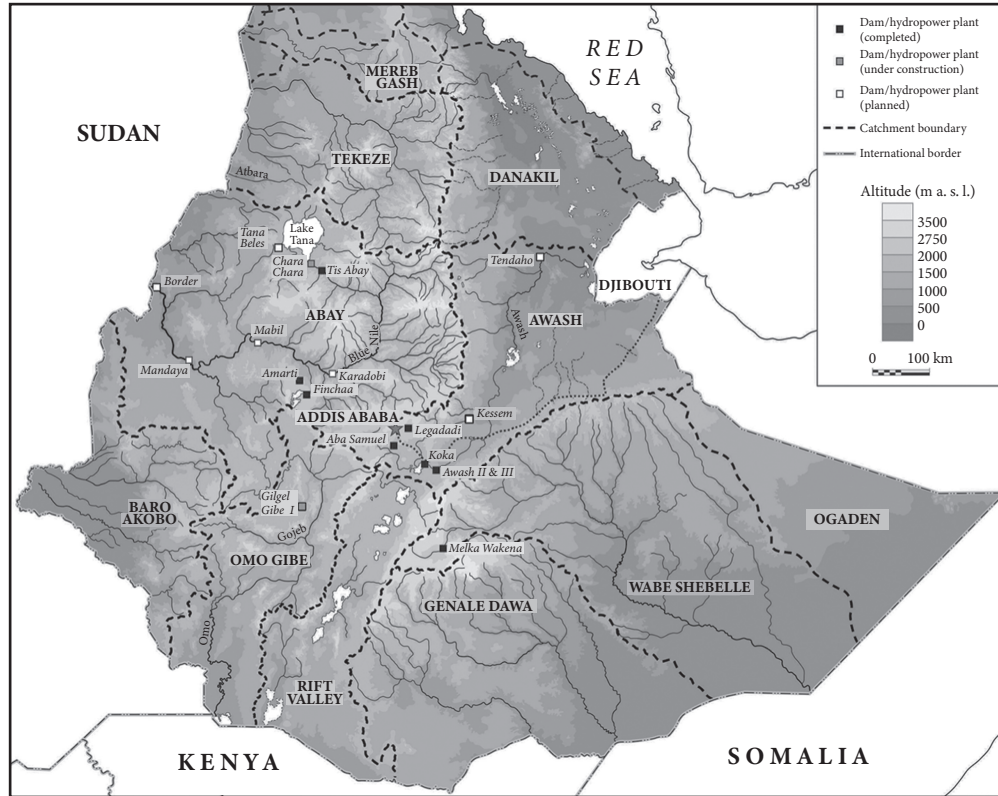 RED
SEA
MEREB
GASH
SUDAN
TEKEZE
Atbara
DANAKIL
Lake
Tana
Tana
Beles
Chara
Chara
Tis Abay
Tendaho
Border
DJIBOUTI
ABAY
AWASH
Awash
Mabil
Blue Nile
Mandaya
Karadobi
Amarti
Finchaa
Kessem
ADDIS ABABA
Legadadi
Aba Samuel
Koka
Awash II & III
BARO
AKOBO
Gilgel
Gibe I
Gojeb
OGADEN
OMO GIBE
Melka Wakena
WABE SHEBELLE
GENALE DAWA
Omo
RIFT
VALLEY
KENYA
SOMALIA
Dam/hydropower plant
(completed)
Dam/hydropower plant
(under construction)
Dam/hydropower plant
(planned)
Catchment boundary
International border
Altitude (m a. s. l.)
3500
2750
2000
1500
1000
500
0
0 100 km